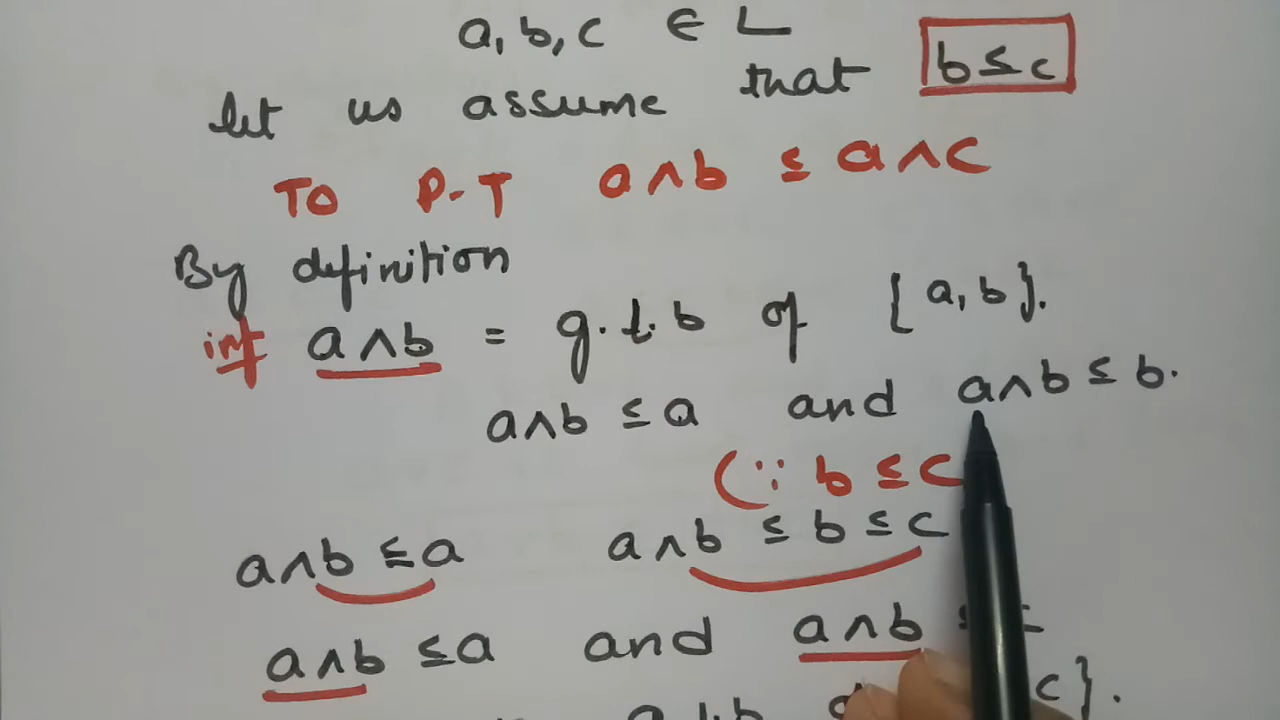 a, b, c ∈ L
let us assume that b ≤ c
TO P.T a∧b ≤ a∧c
By definition
inf a∧b = g.l.b of {a, b}.
a∧b ≤ a and a∧b ≤ b.
(∵ b ≤ c
a∧b ≤ a a∧b ≤ b ≤ c
a∧b ≤ a and a∧b
c}.